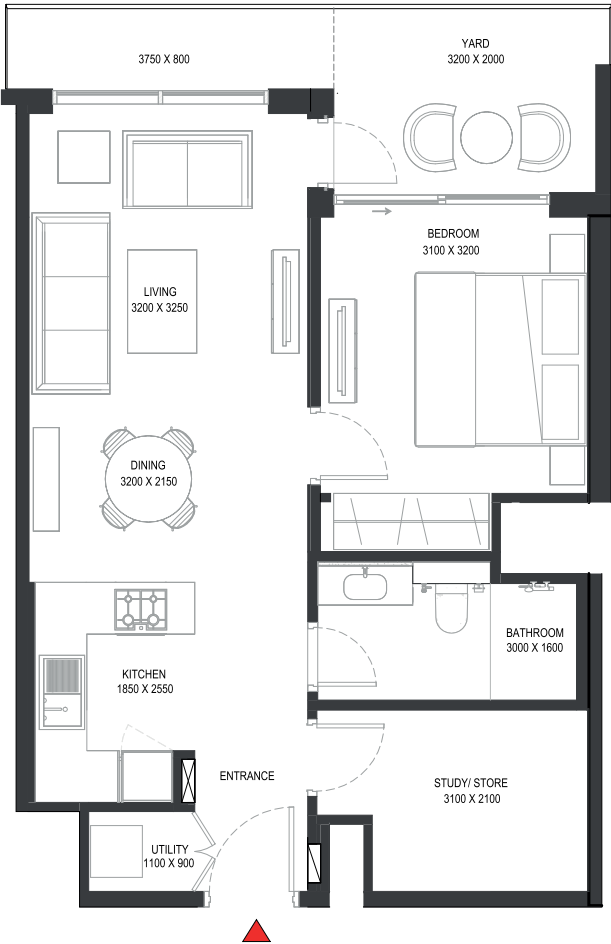 3750 X 800
YARD
3200 X 2000
BEDROOM
3100 X 3200
LIVING
3200 X 3250
DINING
3200 X 2150
BATHROOM
3000 X 1600
KITCHEN
1850 X 2550
ENTRANCE
STUDY/ STORE
3100 X 2100
UTILITY
1100 X 900